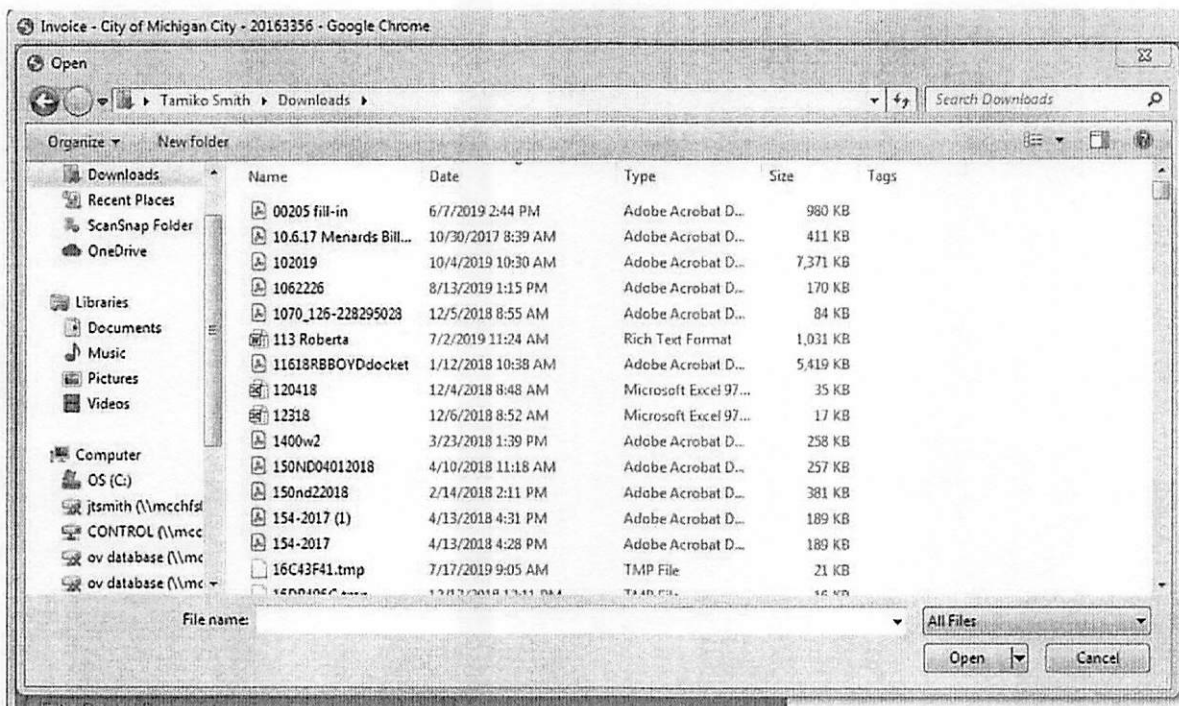 Invoice - City of Michigan City - 20163356 - Google Chrome
Open
Tamiko Smith ▸ Downloads ▸ Search Downloads
Organize New folder
Downloads
Recent Places
ScanSnap Folder
OneDrive
Libraries
Documents
Music
Pictures
Videos
Computer
OS (C:)
jtsmith (\\mcchfs
CONTROL (\\mcc
ov database (\\mc
ov database (\\mc
Name Date Type Size Tags
00205 fill-in 6/7/2019 2:44 PM Adobe Acrobat D... 980 KB
10.6.17 Menards Bill... 10/30/2017 8:39 AM Adobe Acrobat D... 411 KB
102019 10/4/2019 10:30 AM Adobe Acrobat D... 7,371 KB
1062226 8/13/2019 1:15 PM Adobe Acrobat D... 170 KB
1070_126-228295028 12/5/2018 8:55 AM Adobe Acrobat D... 84 KB
113 Roberta 7/2/2019 11:24 AM Rich Text Format 1,031 KB
11618RBBOYDdocket 1/12/2018 10:38 AM Adobe Acrobat D... 5,419 KB
120418 12/4/2018 8:48 AM Microsoft Excel 97... 35 KB
12318 12/6/2018 8:52 AM Microsoft Excel 97... 17 KB
1400w2 3/23/2018 1:39 PM Adobe Acrobat D... 258 KB
150ND04012018 4/10/2018 11:18 AM Adobe Acrobat D... 257 KB
150nd22018 2/14/2018 2:11 PM Adobe Acrobat D... 381 KB
154-2017 (1) 4/13/2018 4:31 PM Adobe Acrobat D... 189 KB
154-2017 4/13/2018 4:28 PM Adobe Acrobat D... 189 KB
16C43F41.tmp 7/17/2019 9:05 AM TMP File 21 KB
File name: All Files
Open Cancel